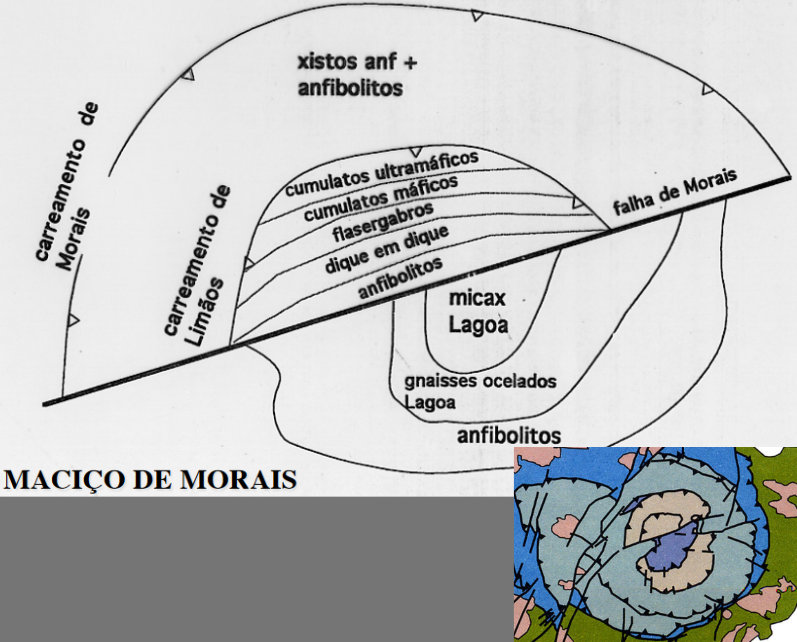 xistos anf +
anfibolitos
carreamento de
Morais
carreamento de
Limãos
cumulatos ultramáficos
cumulatos máficos
flasergabros
dique em dique
anfibolitos
falha de Morais
micax
Lagoa
gnaisses ocelados
Lagoa
anfibolitos
MACIÇO DE MORAIS